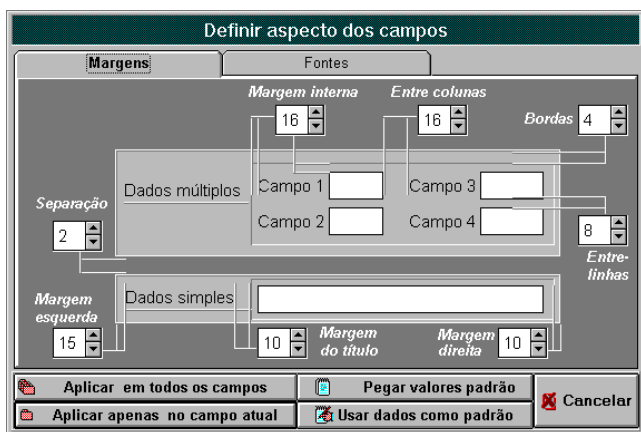 Definir aspecto dos campos
Margens Fontes
Margem interna Entre colunas
16 16 Bordas 4
Dados múltiplos Campo 1 Campo 3
Separação
Campo 2 Campo 4
2 8
Entre-
linhas
Dados simples
Margem
esquerda
15 10 Margem
do título Margem
direita 10
Aplicar em todos os campos Pegar valores padrão
Cancelar
Aplicar apenas no campo atual Usar dados como padrão